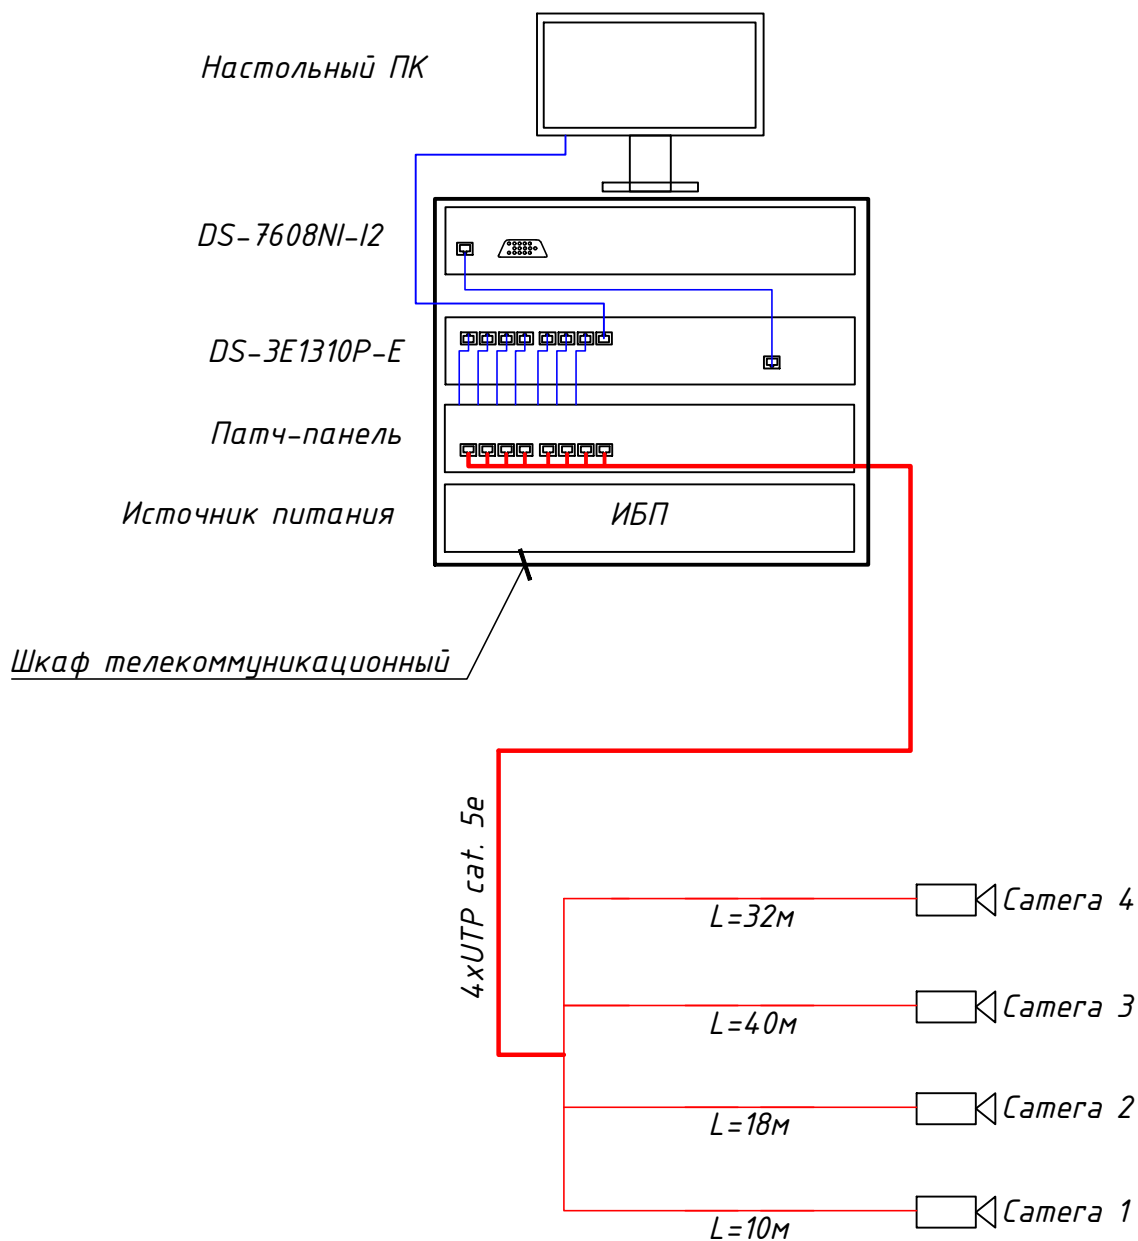 Настольный ПК
DS-7608NI-I2
DS-3E1310P-E
Патч-панель
Источник питания
ИБП
Шкаф телекоммуникационный
4xUTP cat. 5e
L=32м
Camera 4
L=40м
Camera 3
L=18м
Camera 2
L=10м
Camera 1